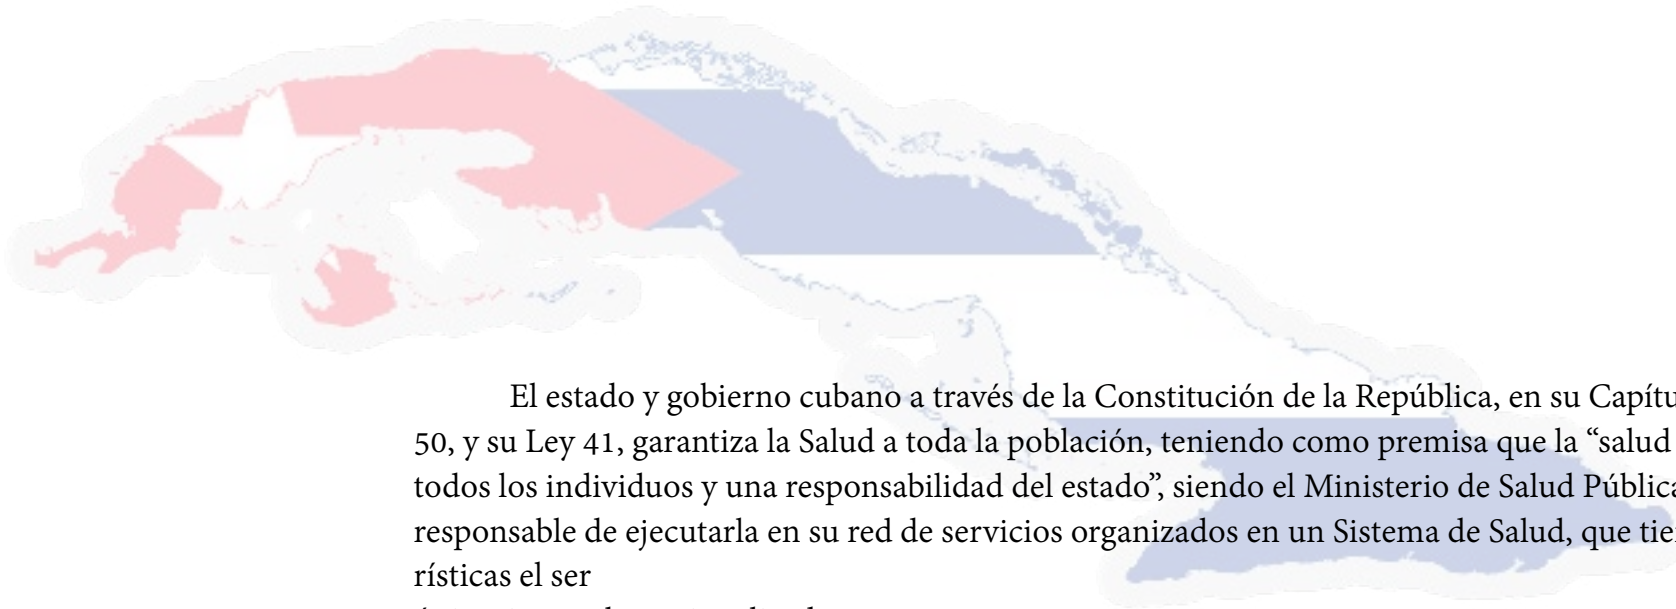 El estado y gobierno cubano a través de la Constitución de la República, en su
50, y su Ley 41, garantiza la Salud a toda la población, teniendo como premisa que la “salud
todos los individuos y una responsabilidad del estado”, siendo el Ministerio de Salud Pública
responsable de ejecutarla en su red de servicios organizados en un Sistema de Salud, que
rísticas el ser